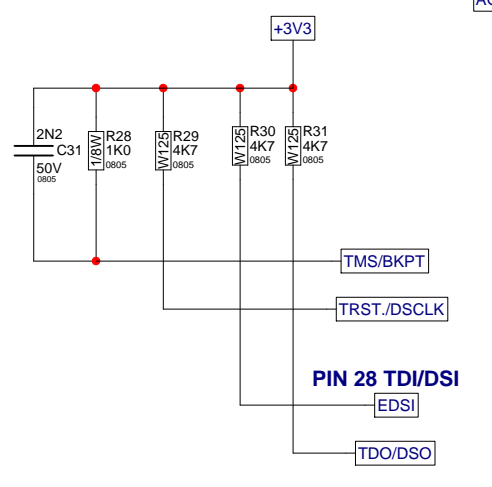 AC
+3V3
2N2
C31
50V
0805
1/8W
R28
1K0
0805
W125
R29
4K7
0805
W125
R30
4K7
0805
W125
R31
4K7
0805
TMS/BKPT
TRST./DSCLK
PIN 28 TDI/DSI
EDSI
TDO/DSO